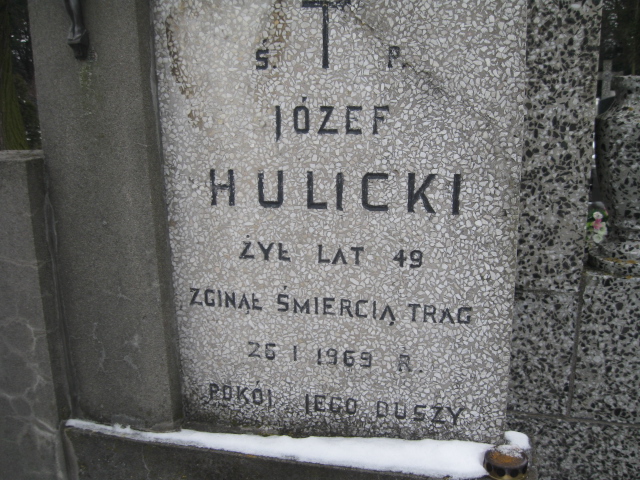 Ś. P.
JÓZEF
HULICKI
ŻYŁ LAT 49
ZGINĄŁ ŚMIERCIĄ TRAG
26 I 1969 R.
POKÓJ JEGO DUSZY